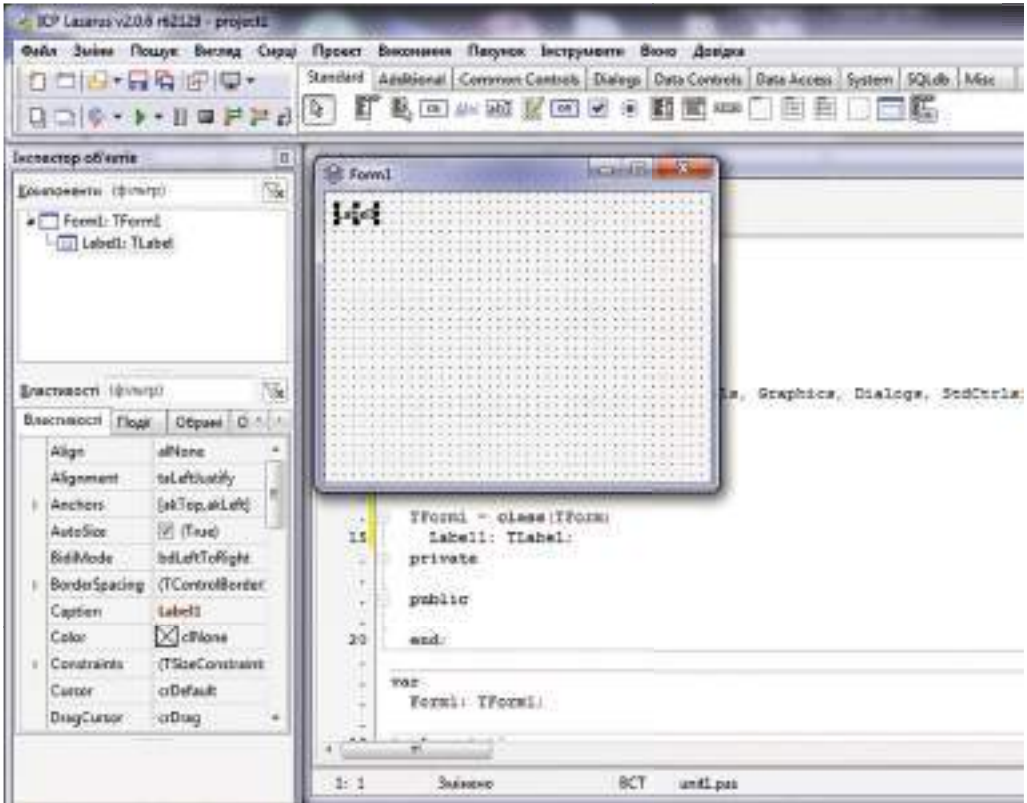 ІСР Lazarus v2.0.6 r62129 - project1
Файл Зміни Пошук Вигляд Сирці Проект Виконання Пакунок Інструменти Вікно Довідка
Standard Additional Common Controls Dialogs Data Controls Data Access System SQLdb Misc
Інспектор об'єктів
Компоненти (фільтр)
Form1: TForm1
Label1: TLabel
Властивості (фільтр)
Властивості Події Обрані О
Align alNone
Alignment taLeftJustify
Anchors [akTop,akLeft]
AutoSize (True)
BidiMode bdLeftToRight
BorderSpacing (TControlBorder
Caption Label1
Color clNone
Constraints (TSizeConstraint
Cursor crDefault
DragCursor crDrag
Form1
Graphics, Dialogs, StdCtrls;
TForm1 = class(TForm)
15 Label1: TLabel;
private
public
20 end;
var
Form1: TForm1;
1: 1 Змінено ВСТ unit1.pas